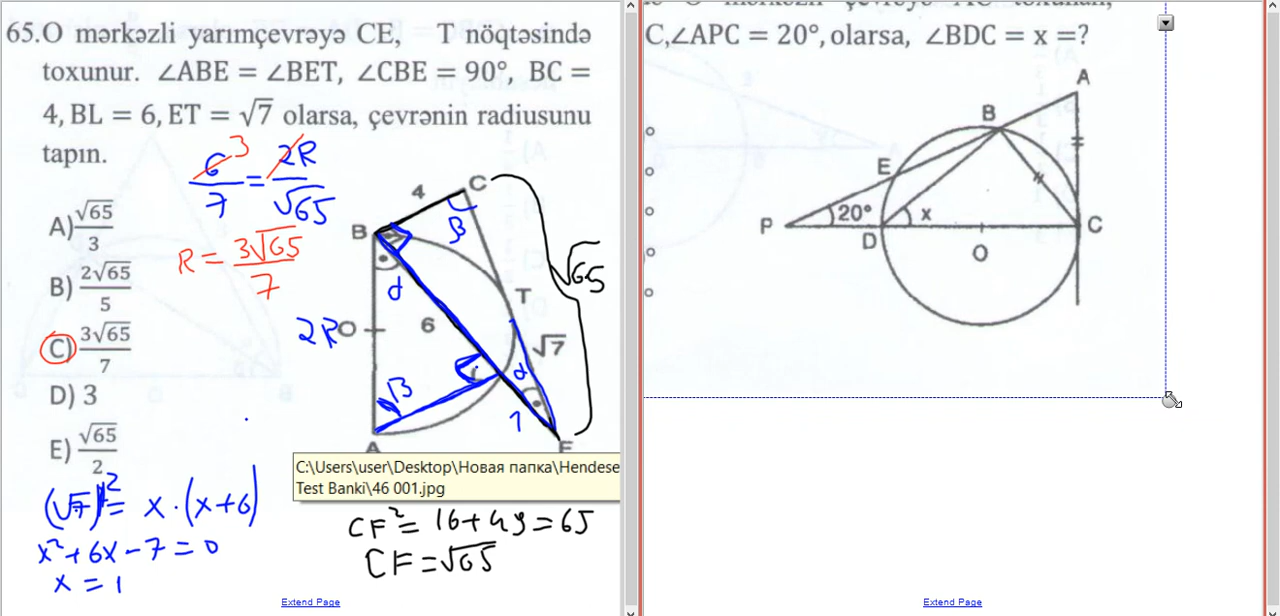 65.O mərkəzli yarımçevrəyə CE, T nöqtəsində
toxunur. ∠ABE = ∠BET, ∠CBE = 90°, BC =
4, BL = 6, ET = √7 olarsa, çevrənin radiusunu
tapın.
6/7 = 2R/√65
3
R = 3√65/7
A) √65/3
B) 2√65/5
C) 3√65/7
D) 3
E) √65/2
(√7)² = x·(x+6)
x² + 6x − 7 = 0
x = 1
4
C
B
β
α
T
2R
O
6
√7
√65
α
β
L
1
A
E
C:\Users\user\Desktop\Новая папка\Hendese
Test Banki\46 001.jpg
CF² = 16 + 49 = 65
CF = √65
Extend Page
C,∠APC = 20°, olarsa, ∠BDC = x =?
A
B
E
P
20°
D
x
O
C
Extend Page